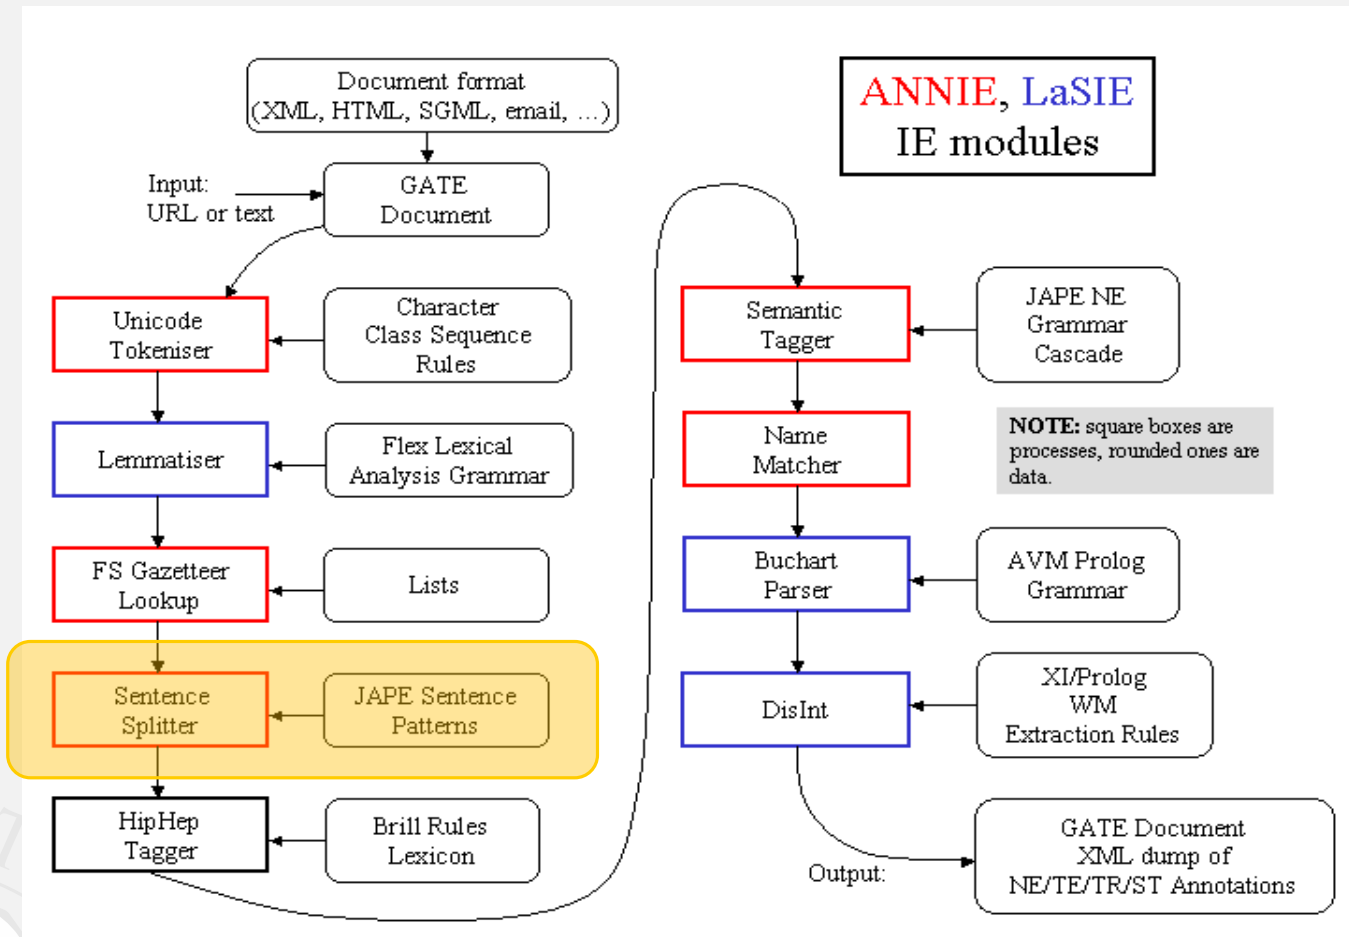 Document format
(XML, HTML, SGML, email, ...)
ANNIE, LaSIE
IE modules
Input:
URL or text
GATE
Document
Unicode
Tokeniser
Character
Class Sequence
Rules
Lemmatiser
Flex Lexical
Analysis Grammar
FS Gazetteer
Lookup
Lists
Sentence
Splitter
JAPE Sentence
Patterns
HipHep
Tagger
Brill Rules
Lexicon
Semantic
Tagger
JAPE NE
Grammar
Cascade
Name
Matcher
NOTE: square boxes are
processes, rounded ones are
data.
Buchart
Parser
AVM Prolog
Grammar
DisInt
XI/Prolog
WM
Extraction Rules
Output:
GATE Document
XML dump of
NE/TE/TR/ST Annotations